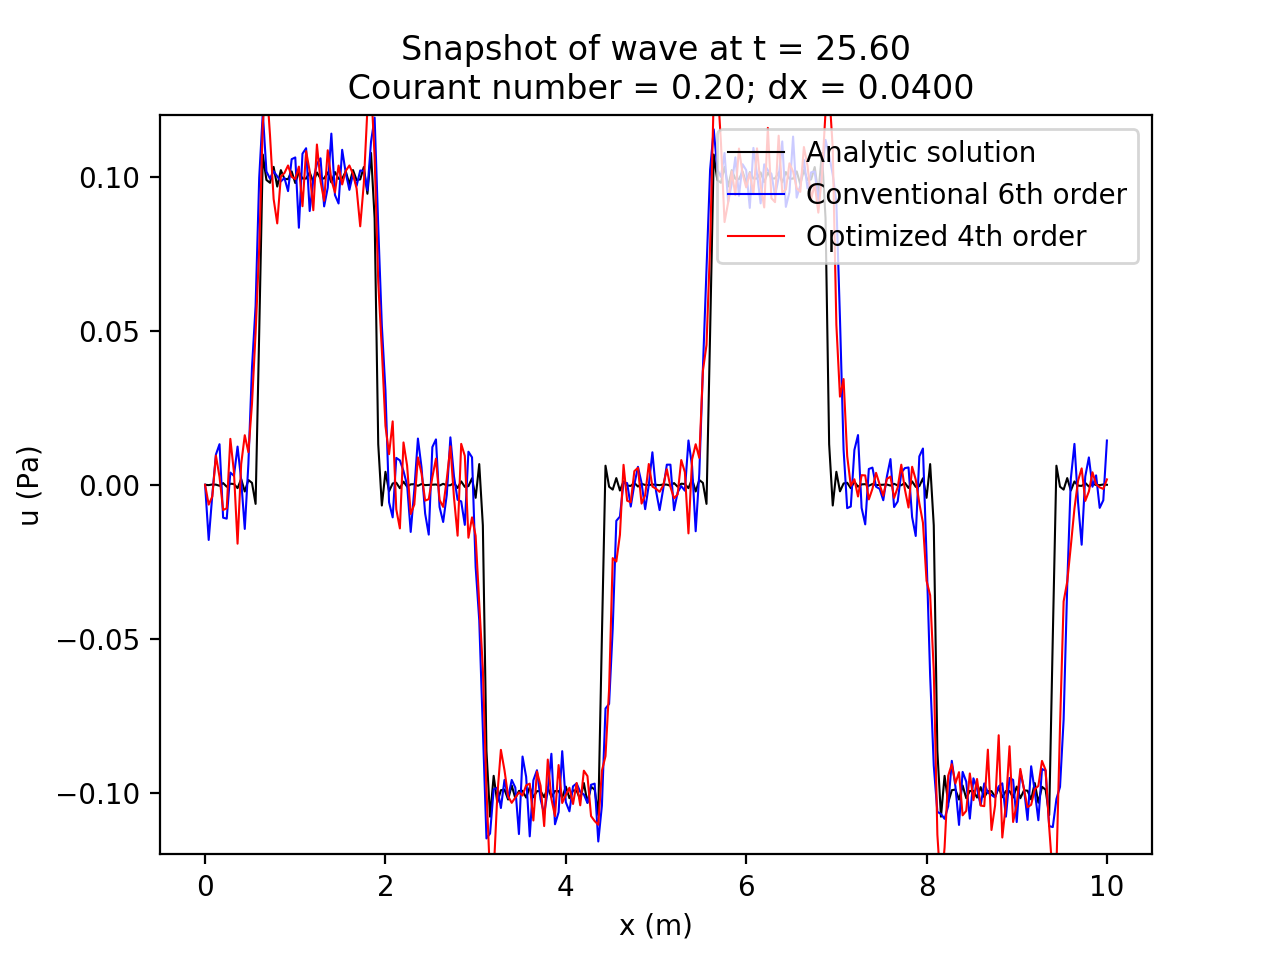 Snapshot of wave at t = 25.60
Courant number = 0.20; dx = 0.0400
Analytic solution
Conventional 6th order
Optimized 4th order
0.10
0.05
0.00
−0.05
−0.10
u (Pa)
0 2 4 6 8 10
x (m)